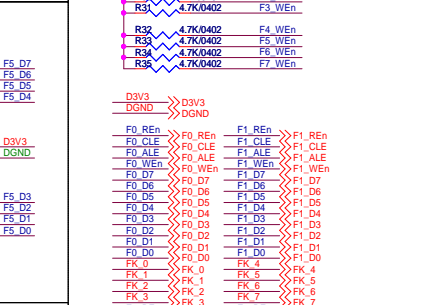 R31 4.7K/0402 F3_WEn
R32 4.7K/0402 F4_WEn
R33 4.7K/0402 F5_WEn
R34 4.7K/0402 F6_WEn
R35 4.7K/0402 F7_WEn
F5_D7
F5_D6
F5_D5
F5_D4
D3V3
DGND
F5_D3
F5_D2
F5_D1
F5_D0
D3V3 D3V3
DGND DGND
F0_REn F0_REn F1_REn F1_REn
F0_CLE F0_CLE F1_CLE F1_CLE
F0_ALE F0_ALE F1_ALE F1_ALE
F0_WEn F0_WEn F1_WEn F1_WEn
F0_D7 F0_D7 F1_D7 F1_D7
F0_D6 F0_D6 F1_D6 F1_D6
F0_D5 F0_D5 F1_D5 F1_D5
F0_D4 F0_D4 F1_D4 F1_D4
F0_D3 F0_D3 F1_D3 F1_D3
F0_D2 F0_D2 F1_D2 F1_D2
F0_D1 F0_D1 F1_D1 F1_D1
F0_D0 F0_D0 F1_D0 F1_D0
FK_0 FK_0 FK_4 FK_4
FK_1 FK_1 FK_5 FK_5
FK_2 FK_2 FK_6 FK_6
FK_3 FK_3 FK_7 FK_7